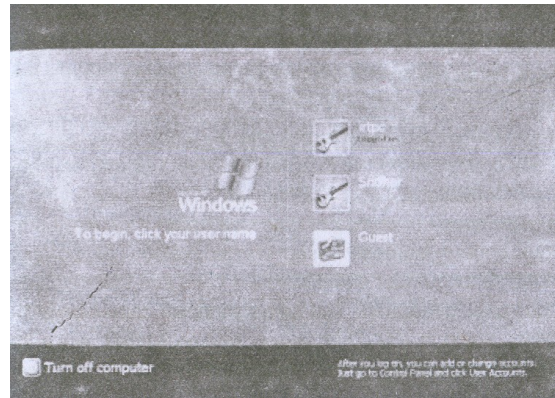 Windows
To begin, click your user name
Guest
Turn off computer
After you log on, you can add or change accounts.
Just go to Control Panel and click User Accounts.